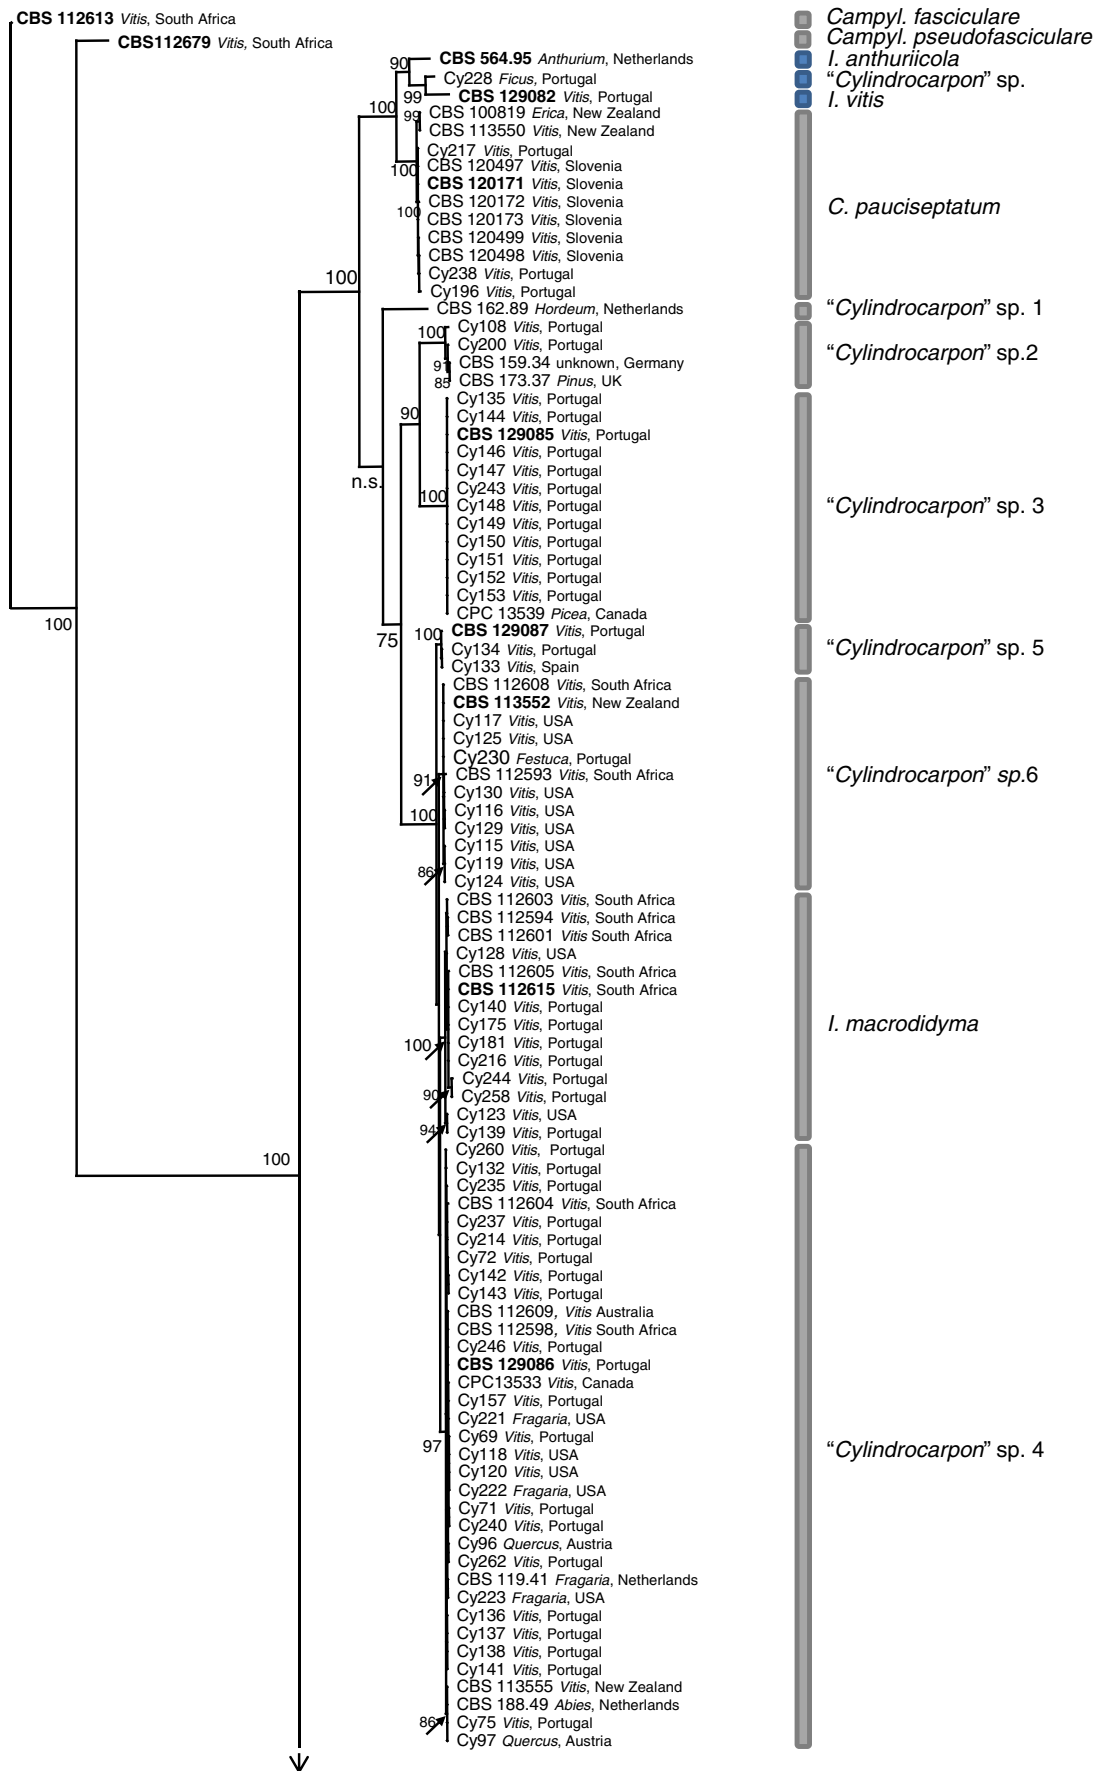 CBS 112613 Vitis, South Africa
Campyl. fasciculare
CBS112679 Vitis, South Africa
Campyl. pseudofasciculare
CBS 564.95 Anthurium, Netherlands
I. anthuriicola
90
Cy228 Ficus, Portugal
“Cylindrocarpon” sp.
99
CBS 129082 Vitis, Portugal
I. vitis
100
99
CBS 100819 Erica, New Zealand
CBS 113550 Vitis, New Zealand
Cy217 Vitis, Portugal
100
CBS 120497 Vitis, Slovenia
CBS 120171 Vitis, Slovenia
CBS 120172 Vitis, Slovenia
C. pauciseptatum
100
CBS 120173 Vitis, Slovenia
CBS 120499 Vitis, Slovenia
CBS 120498 Vitis, Slovenia
Cy238 Vitis, Portugal
100
Cy196 Vitis, Portugal
CBS 162.89 Hordeum, Netherlands
“Cylindrocarpon” sp. 1
Cy108 Vitis, Portugal
100
Cy200 Vitis, Portugal
“Cylindrocarpon” sp.2
91
CBS 159.34 unknown, Germany
85
CBS 173.37 Pinus, UK
Cy135 Vitis, Portugal
90
Cy144 Vitis, Portugal
CBS 129085 Vitis, Portugal
Cy146 Vitis, Portugal
Cy147 Vitis, Portugal
n.s.
Cy243 Vitis, Portugal
100
Cy148 Vitis, Portugal
“Cylindrocarpon” sp. 3
Cy149 Vitis, Portugal
Cy150 Vitis, Portugal
Cy151 Vitis, Portugal
Cy152 Vitis, Portugal
Cy153 Vitis, Portugal
CPC 13539 Picea, Canada
100
75
100
CBS 129087 Vitis, Portugal
Cy134 Vitis, Portugal
“Cylindrocarpon” sp. 5
Cy133 Vitis, Spain
CBS 112608 Vitis, South Africa
CBS 113552 Vitis, New Zealand
Cy117 Vitis, USA
Cy125 Vitis, USA
Cy230 Festuca, Portugal
91
CBS 112593 Vitis, South Africa
“Cylindrocarpon” sp.6
Cy130 Vitis, USA
100
Cy116 Vitis, USA
Cy129 Vitis, USA
Cy115 Vitis, USA
86
Cy119 Vitis, USA
Cy124 Vitis, USA
CBS 112603 Vitis, South Africa
CBS 112594 Vitis, South Africa
CBS 112601 Vitis South Africa
Cy128 Vitis, USA
CBS 112605 Vitis, South Africa
CBS 112615 Vitis, South Africa
Cy140 Vitis, Portugal
Cy175 Vitis, Portugal
I. macrodidyma
100
Cy181 Vitis, Portugal
Cy216 Vitis, Portugal
Cy244 Vitis, Portugal
90
Cy258 Vitis, Portugal
Cy123 Vitis, USA
94
Cy139 Vitis, Portugal
Cy260 Vitis, Portugal
100
Cy132 Vitis, Portugal
Cy235 Vitis, Portugal
CBS 112604 Vitis, South Africa
Cy237 Vitis, Portugal
Cy214 Vitis, Portugal
Cy72 Vitis, Portugal
Cy142 Vitis, Portugal
Cy143 Vitis, Portugal
CBS 112609, Vitis Australia
CBS 112598, Vitis South Africa
Cy246 Vitis, Portugal
CBS 129086 Vitis, Portugal
CPC13533 Vitis, Canada
Cy157 Vitis, Portugal
Cy221 Fragaria, USA
Cy69 Vitis, Portugal
97
Cy118 Vitis, USA
“Cylindrocarpon” sp. 4
Cy120 Vitis, USA
Cy222 Fragaria, USA
Cy71 Vitis, Portugal
Cy240 Vitis, Portugal
Cy96 Quercus, Austria
Cy262 Vitis, Portugal
CBS 119.41 Fragaria, Netherlands
Cy223 Fragaria, USA
Cy136 Vitis, Portugal
Cy137 Vitis, Portugal
Cy138 Vitis, Portugal
Cy141 Vitis, Portugal
CBS 113555 Vitis, New Zealand
CBS 188.49 Abies, Netherlands
86
Cy75 Vitis, Portugal
Cy97 Quercus, Austria